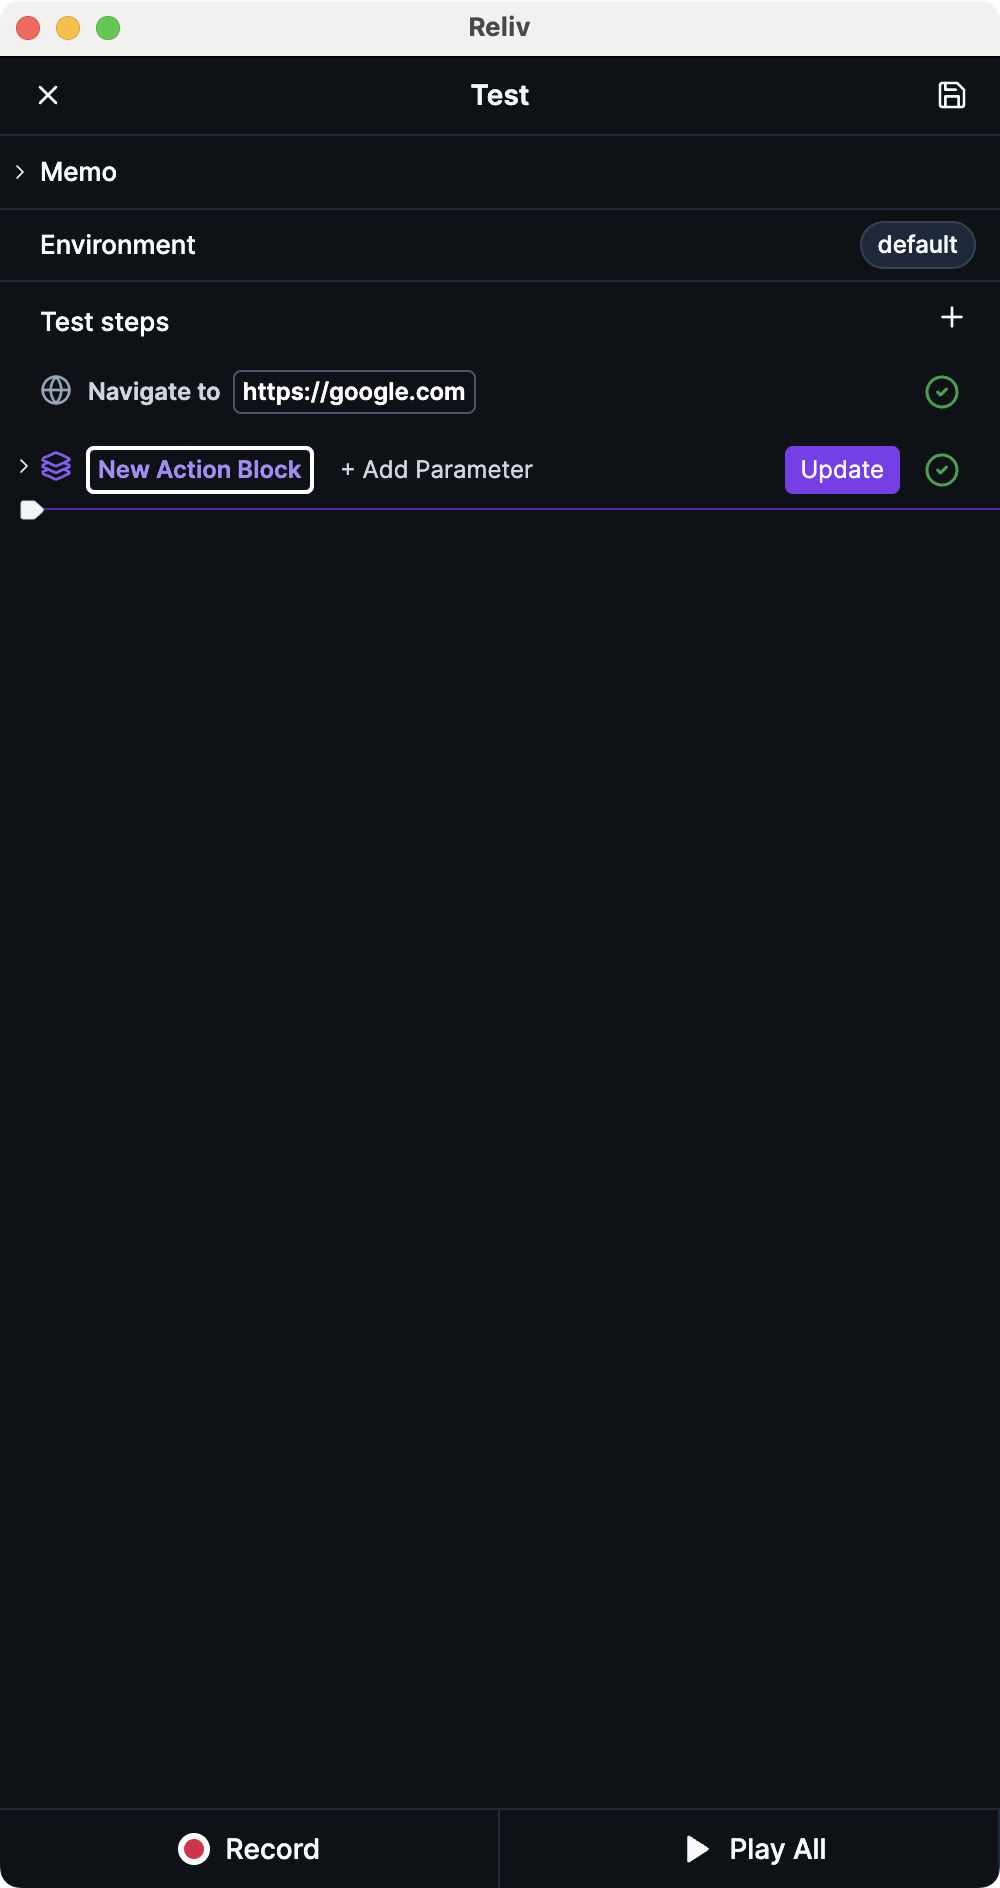 Reliv
Test
Memo
Environment default
Test steps
Navigate to https://google.com
New Action Block + Add Parameter Update
Record Play All